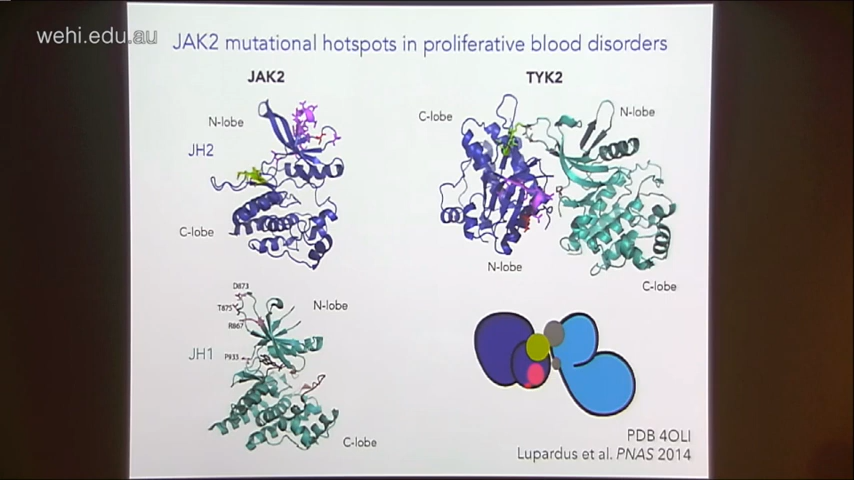 wehi.edu.au
JAK2 mutational hotspots in proliferative blood disorders
JAK2
TYK2
N-lobe
JH2
C-lobe
C-lobe
N-lobe
N-lobe
C-lobe
D873
T875
R867
P933
N-lobe
JH1
C-lobe
PDB 4OLI
Lupardus et al. PNAS 2014